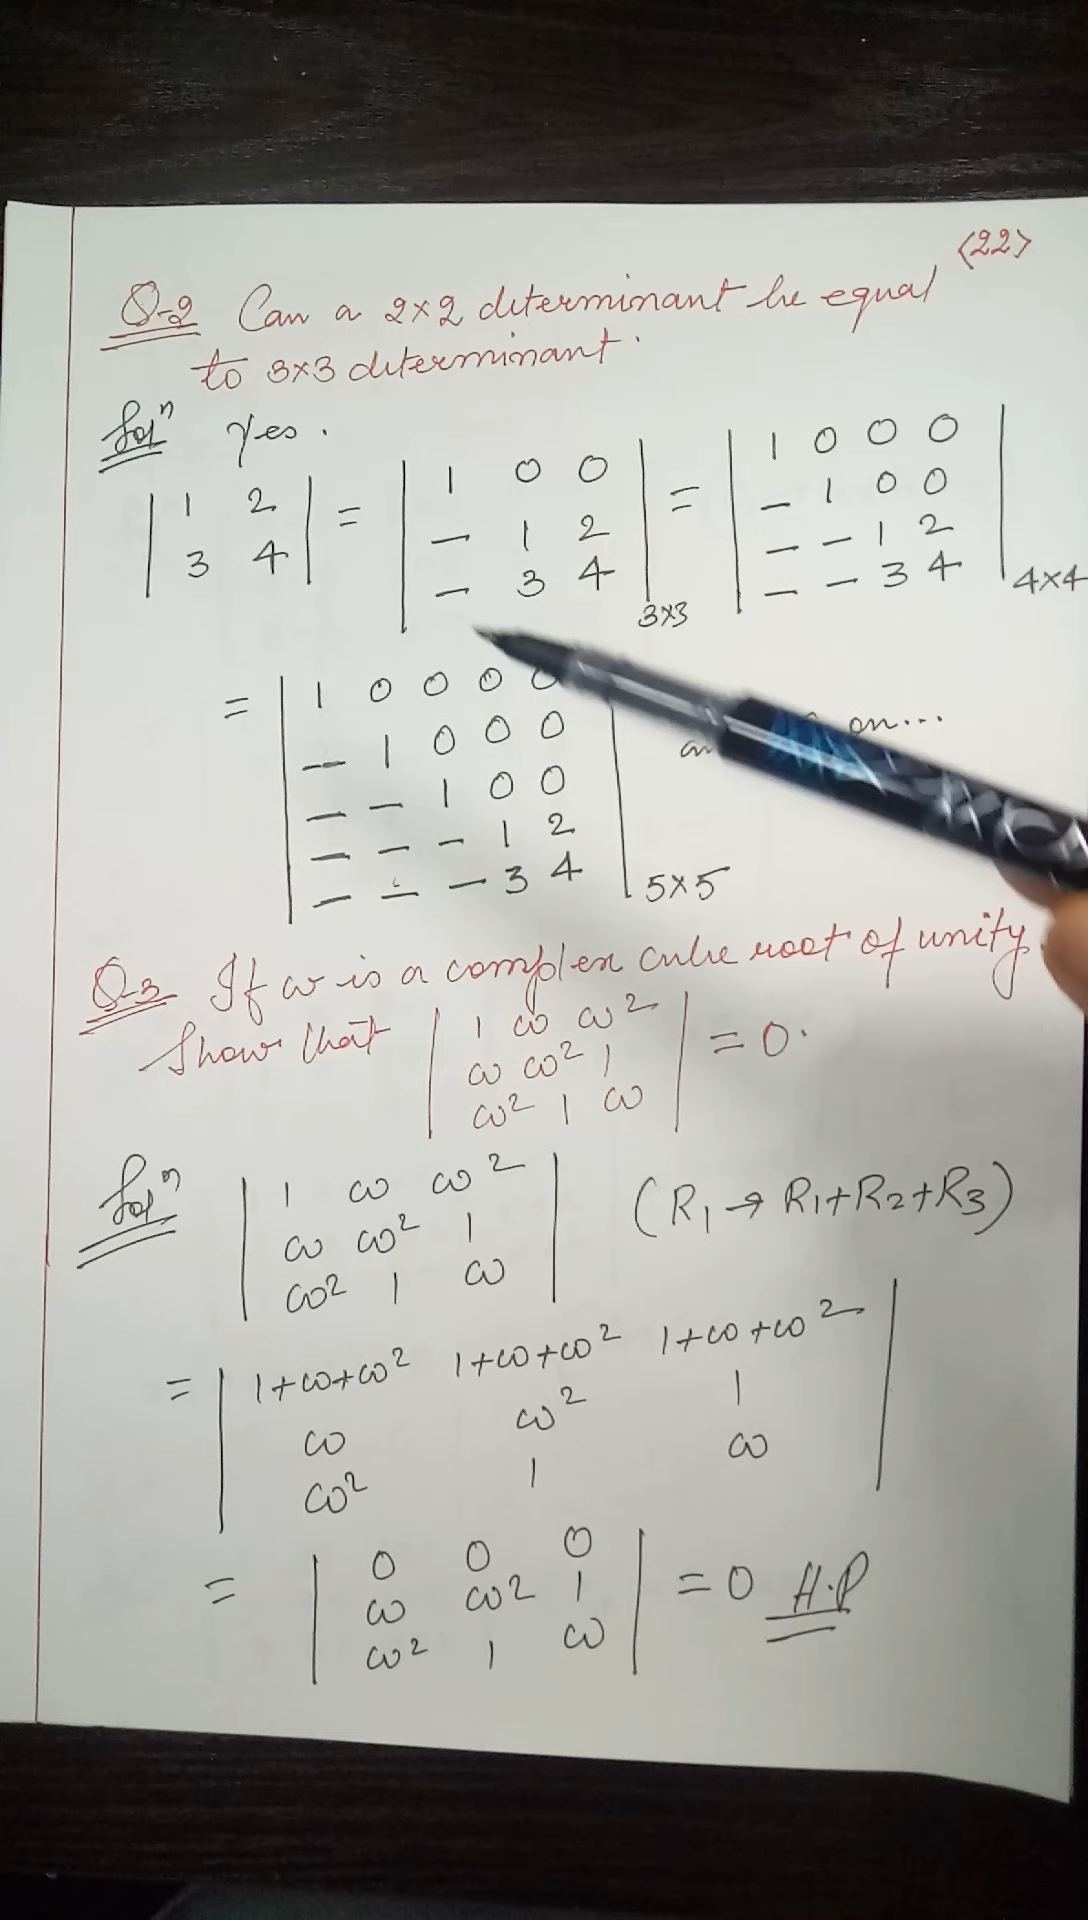 <22>
Q-2 Can a 2×2 determinant be equal
to 3×3 determinant.
Solⁿ Yes.
| 1 2 | = | 1 0 0 | = | 1 0 0 0 |
| 3 4 | | – 1 2 | | – 1 0 0 |
| – 3 4 | 3×3 | – – 1 2 |
| – – 3 4 | 4×4
= | 1 0 0 0 0 |
| – 1 0 0 0 | on...
| – – 1 0 0 |
| – – – 1 2 |
| – – – 3 4 | 5×5
Q-3 If ω is a complex cube root of unity
Show that | 1 ω ω² |
| ω ω² 1 | = 0.
| ω² 1 ω |
Solⁿ | 1 ω ω² | (R₁ → R₁+R₂+R₃)
| ω ω² 1 |
| ω² 1 ω |
= | 1+ω+ω² 1+ω+ω² 1+ω+ω² |
| ω ω² 1 |
| ω² 1 ω |
= | 0 0 0 |
| ω ω² 1 | = 0 H.P
| ω² 1 ω |